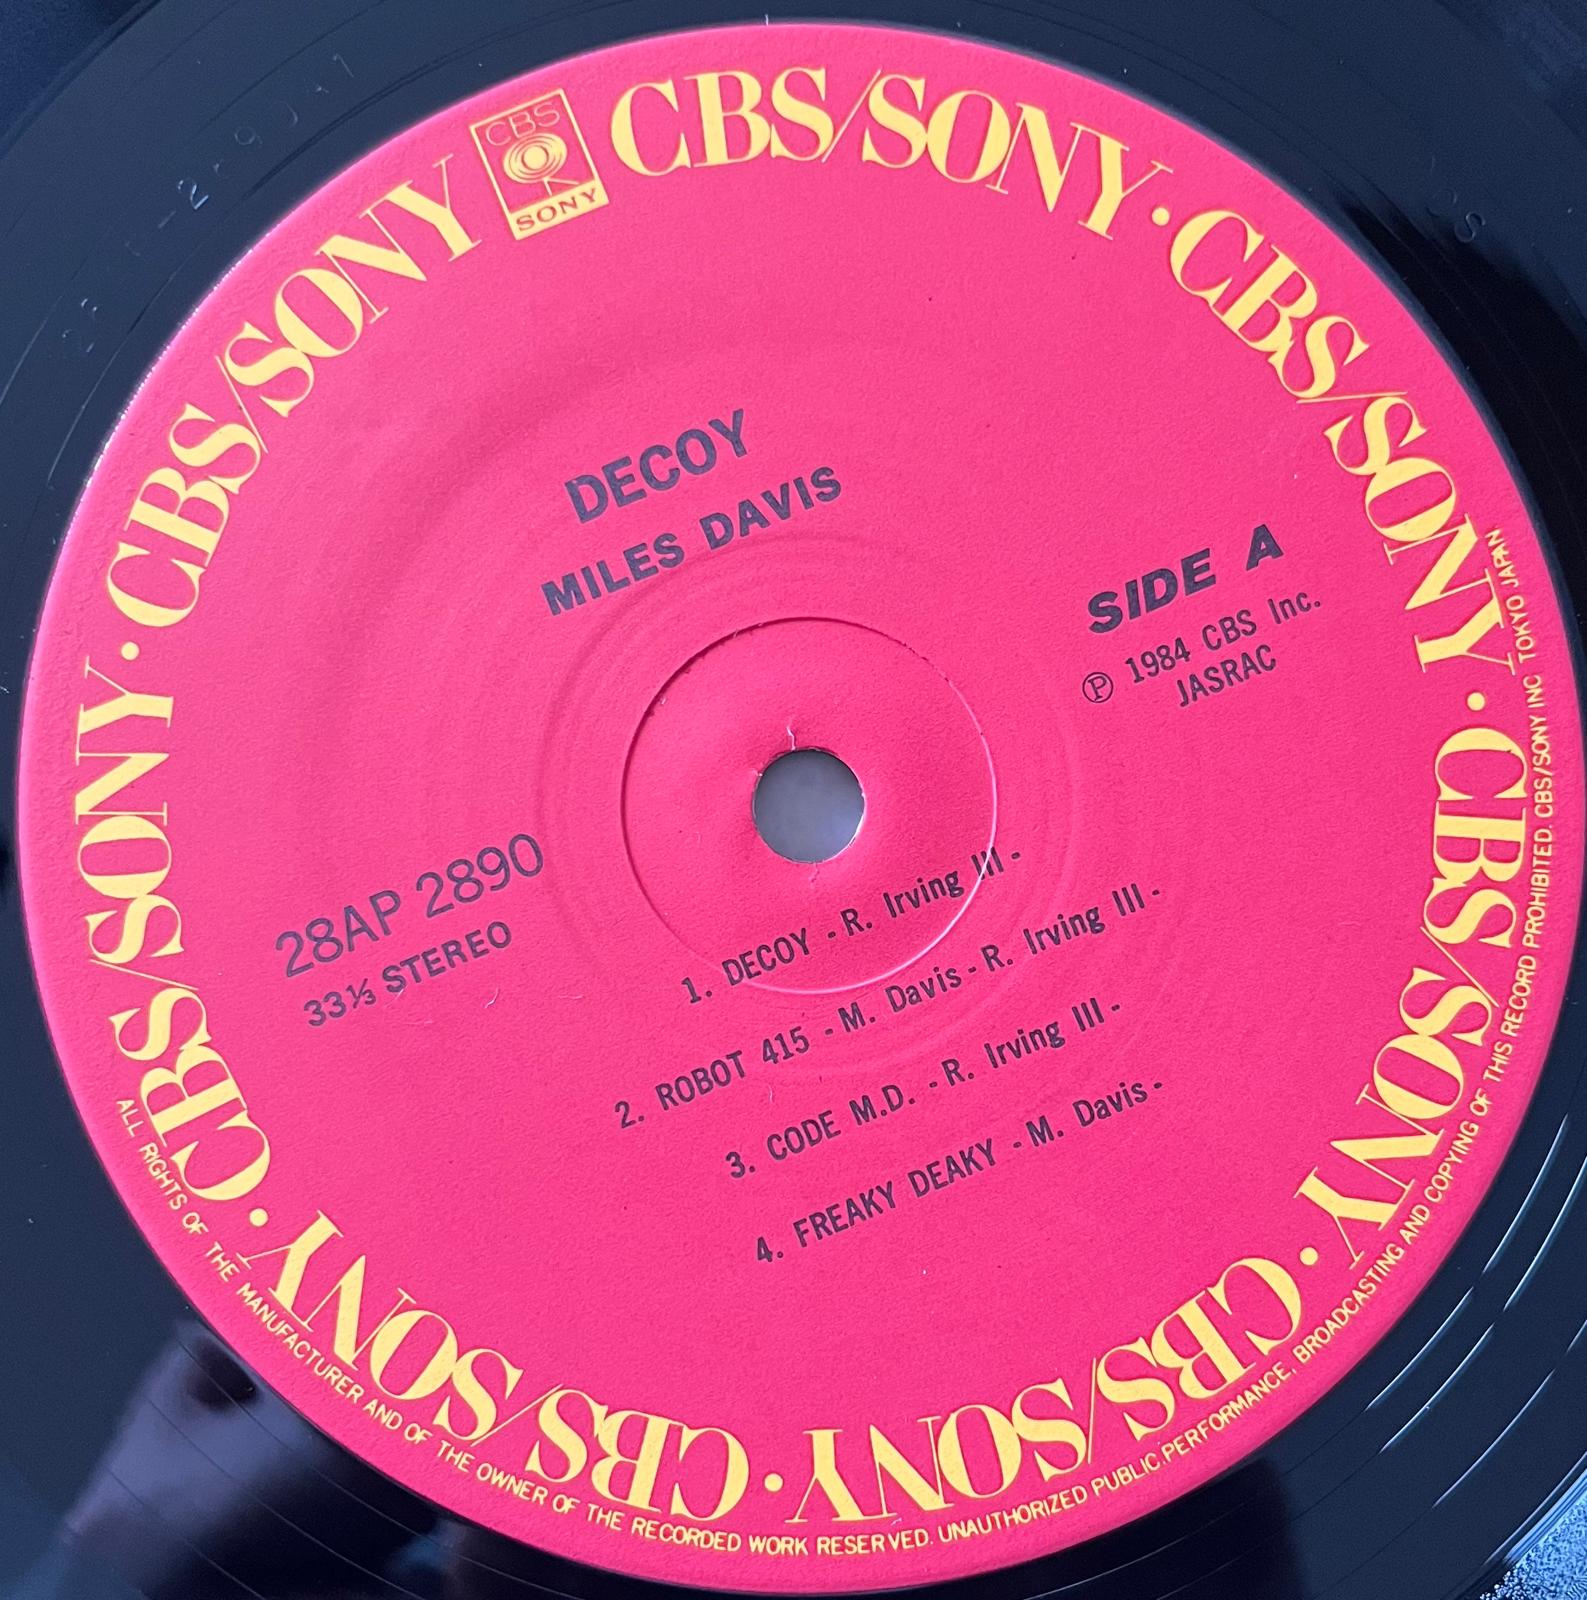 CBS
SONY
CBS/SONY · CBS/SONY · CBS/SONY · CBS/SONY · CBS/SONY · CBS/SONY · CBS/SONY
DECOY
MILES DAVIS
SIDE A
Ⓟ 1984 CBS Inc.
JASRAC
28AP 2890
33⅓ STEREO
1. DECOY - R. Irving III -
2. ROBOT 415 - M. Davis - R. Irving III -
3. CODE M.D. - R. Irving III -
4. FREAKY DEAKY - M. Davis -
ALL RIGHTS OF THE MANUFACTURER AND OF THE OWNER OF THE RECORDED WORK RESERVED. UNAUTHORIZED PUBLIC PERFORMANCE, BROADCASTING AND COPYING OF THIS RECORD PROHIBITED. CBS/SONY INC TOKYO JAPAN